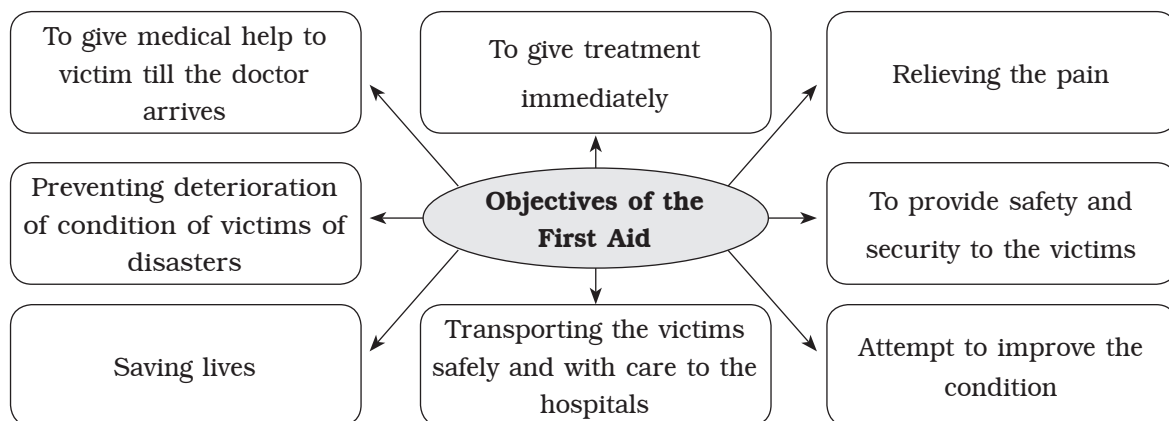 To give medical help to
victim till the doctor
arrives
To give treatment
immediately
Relieving the pain
Preventing deterioration
of condition of victims of
disasters
Objectives of the
First Aid
To provide safety and
security to the victims
Saving lives
Transporting the victims
safely and with care to the
hospitals
Attempt to improve the
condition